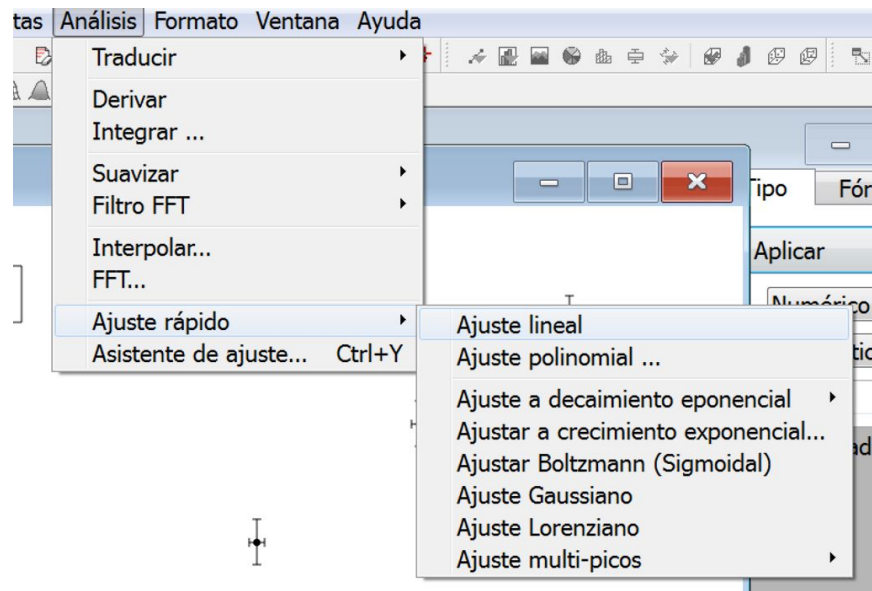 Análisis Formato Ventana Ayuda
Traducir
Derivar
Integrar ...
Suavizar
Filtro FFT
Interpolar...
FFT...
Ajuste rápido
Asistente de ajuste... Ctrl+Y
Ajuste lineal
Ajuste polinomial ...
Ajuste a decaimiento eponencial
Ajustar a crecimiento exponencial...
Ajustar Boltzmann (Sigmoidal)
Ajuste Gaussiano
Ajuste Lorenziano
Ajuste multi-picos
Aplicar